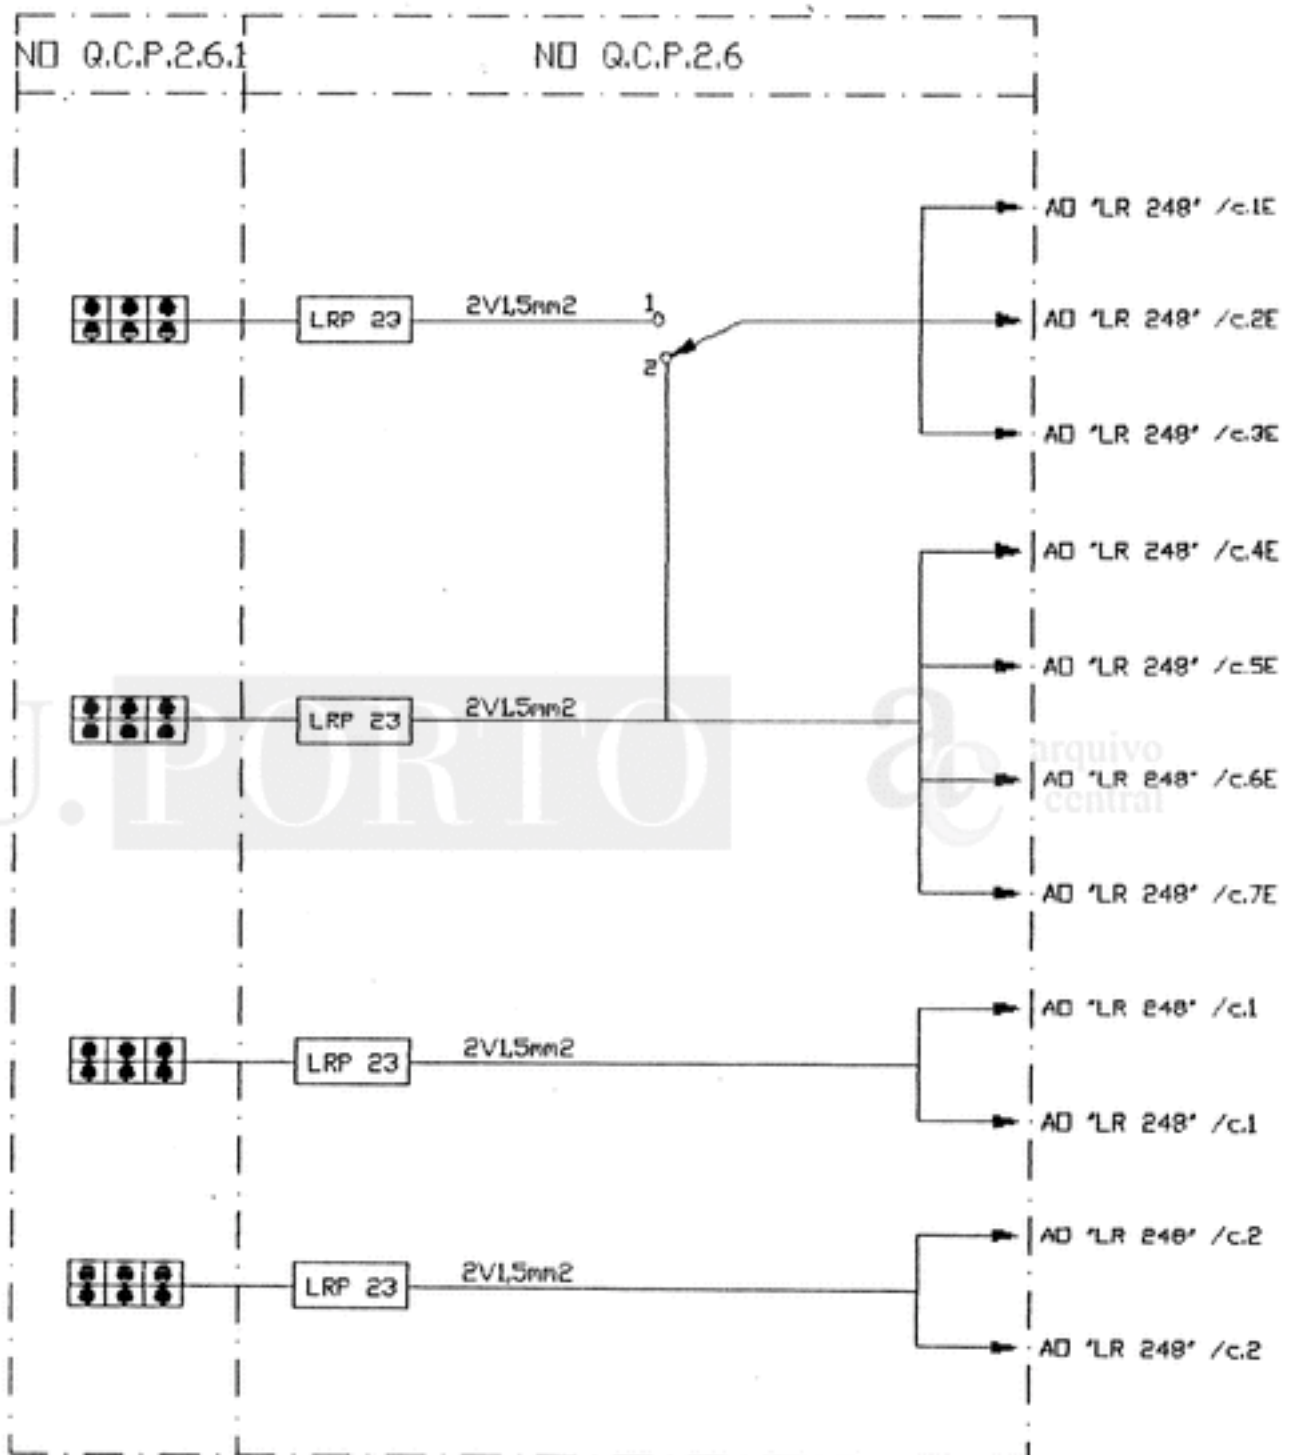 NO Q.C.P.2.6.1
NO Q.C.P.2.6
AO "LR 248" /c.1E
LRP 23
2V1,5mm2
1
AO "LR 248" /c.2E
2
AO "LR 248" /c.3E
AO "LR 248" /c.4E
AO "LR 248" /c.5E
LRP 23
2V1,5mm2
U. PORTO
arquivo
central
AO "LR 248" /c.6E
AO "LR 248" /c.7E
AO "LR 248" /c.1
LRP 23
2V1,5mm2
AO "LR 248" /c.1
AO "LR 248" /c.2
LRP 23
2V1,5mm2
AO "LR 248" /c.2